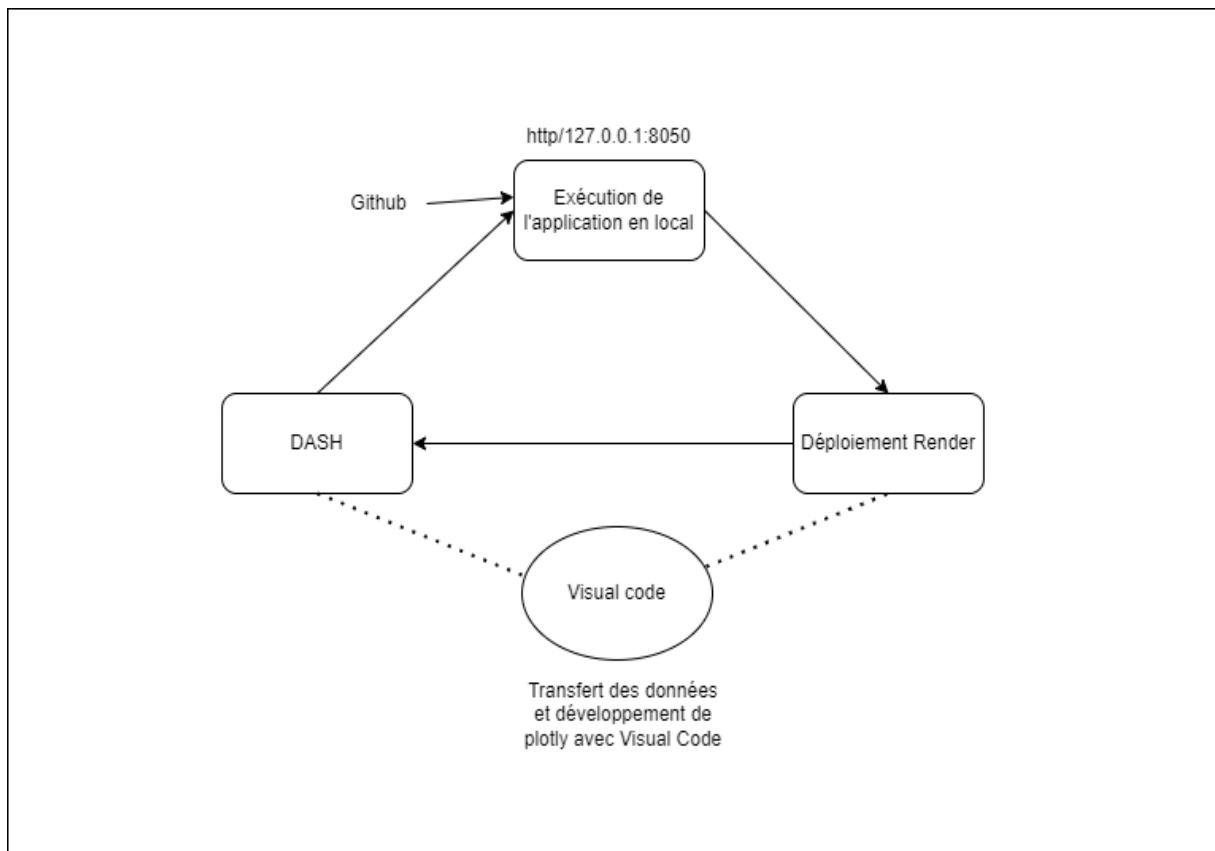 http/127.0.0.1:8050
Github
Exécution de
l'application en local
DASH
Déploiement Render
Visual code
Transfert des données
et développement de
plotly avec Visual Code